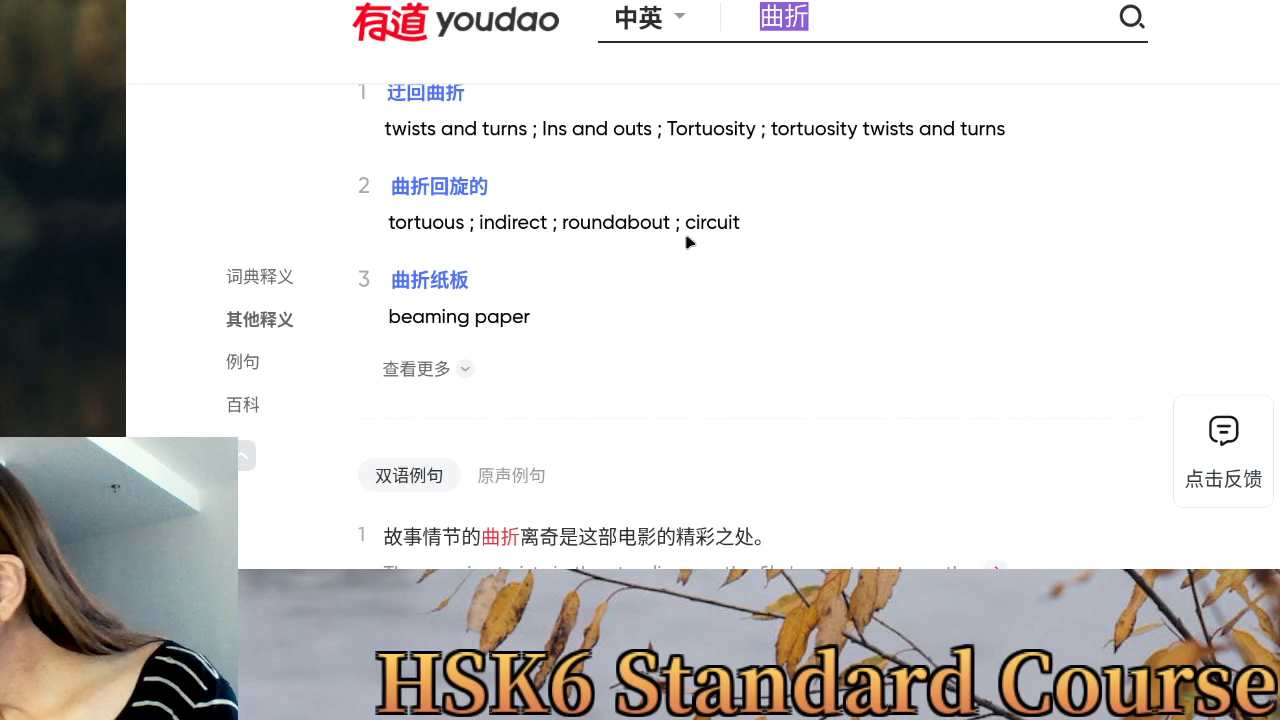 有道 youdao 中英 曲折
1 迂回曲折
twists and turns ; Ins and outs ; Tortuosity ; tortuosity twists and turns
2 曲折回旋的
tortuous ; indirect ; roundabout ; circuit
词典释义
3 曲折纸板
其他释义
beaming paper
例句
查看更多
百科
点击反馈
双语例句 原声例句
1 故事情节的曲折离奇是这部电影的精彩之处。
HSK6 Standard Course